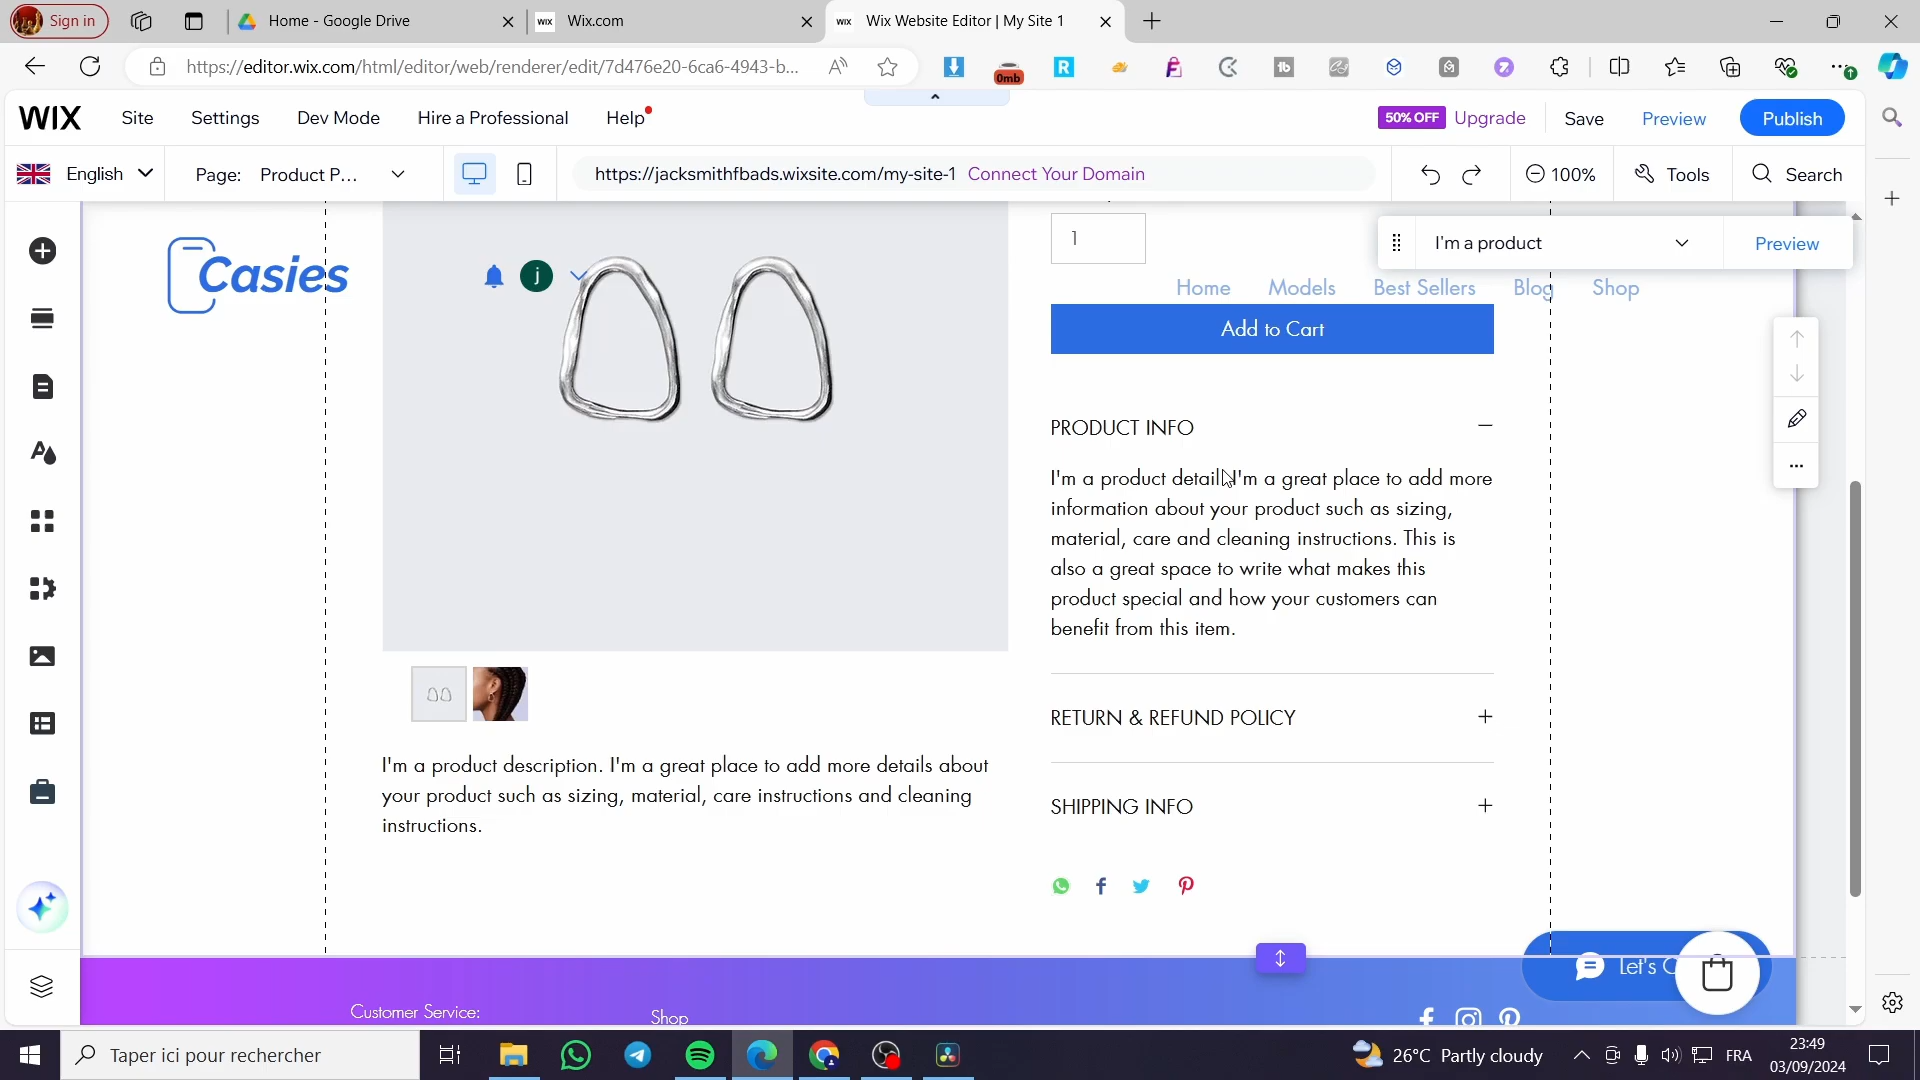 Sign in
Home - Google Drive
WIX
Wix.com
WIX
Wix Website Editor | My Site 1
https://editor.wix.com/html/editor/web/renderer/edit/7d476e20-6ca6-4943-b...
0mb
WIX
Site
Settings
Dev Mode
Hire a Professional
Help
50% OFF
Upgrade
Save
Preview
Publish
English
Page:
Product P...
https://jacksmithfbads.wixsite.com/my-site-1
Connect Your Domain
100%
Tools
Search
Casies
j
1
I'm a product
Preview
Home
Models
Best Sellers
Blog
Shop
Add to Cart
PRODUCT INFO
I'm a product detail. I'm a great place to add more
information about your product such as sizing,
material, care and cleaning instructions. This is
also a great space to write what makes this
product special and how your customers can
benefit from this item.
RETURN & REFUND POLICY
SHIPPING INFO
I'm a product description. I'm a great place to add more details about
your product such as sizing, material, care instructions and cleaning
instructions.
Let's C
Customer Service:
Shop
Taper ici pour rechercher
26°C
Partly cloudy
FRA
23:49
03/09/2024